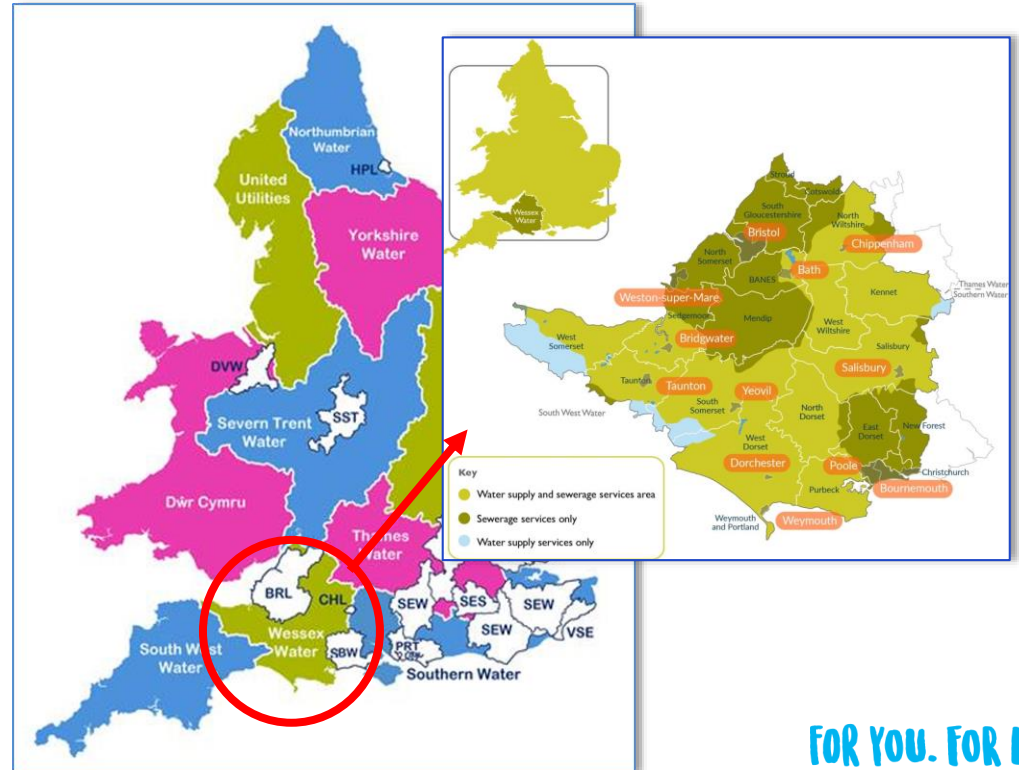 Northumbrian
Water
HPL
United
Utilities
Yorkshire
Water
DVW
SST
Severn Trent
Water
Dŵr Cymru
Thames
Water
BRL
CHL
Wessex
Water
SBW
SEW
SES
SEW
SEW
VSE
PRT
South West
Water
Southern Water
Wessex
Water
Stroud
Cotswold
South
Gloucestershire
North
Wiltshire
Bristol
Chippenham
North
Somerset
BANES
Bath
Kennet
Thames Water
Southern Water
Weston-super-Mare
Sedgemoor
Mendip
West
Wiltshire
Bridgwater
West
Somerset
Salisbury
Salisbury
Taunton
Taunton
Yeovil
South
Somerset
North
Dorset
South West Water
East
Dorset
New Forest
West
Dorset
Dorchester
Poole
Christchurch
Bournemouth
Purbeck
Weymouth
and Portland
Weymouth
Key
Water supply and sewerage services area
Sewerage services only
Water supply services only
FOR YOU. FOR